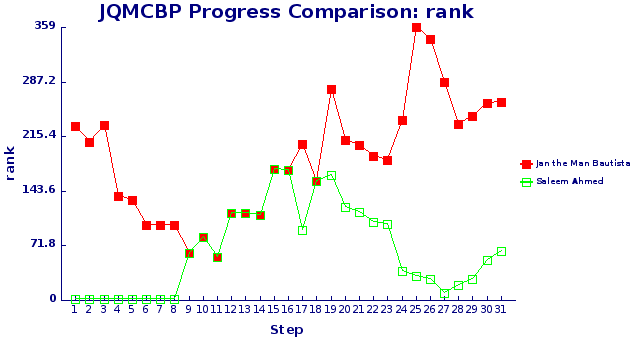 JQMCBP Progress Comparison: rank
359
287.2
215.4
143.6
71.8
0
rank
1 2 3 4 5 6 7 8 9 10 11 12 13 14 15 16 17 18 19 20 21 22 23 24 25 26 27 28 29 30 31
Step
Jan the Man Bautista
Saleem Ahmed